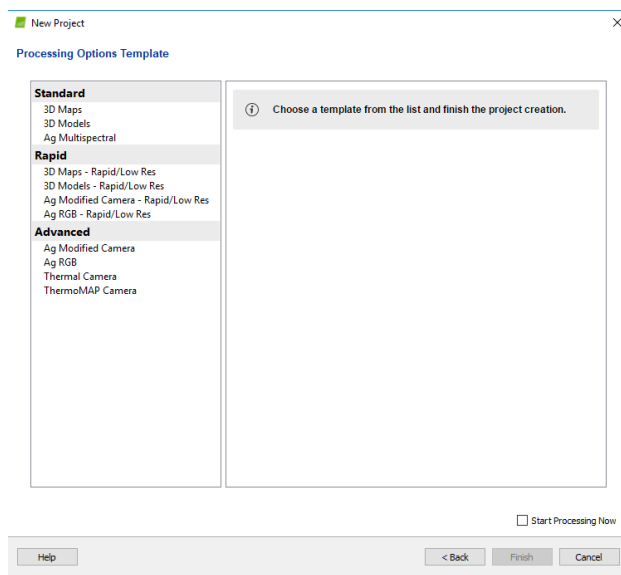 New Project
Processing Options Template
Standard
3D Maps
3D Models
Ag Multispectral
Rapid
3D Maps - Rapid/Low Res
3D Models - Rapid/Low Res
Ag Modified Camera - Rapid/Low Res
Ag RGB - Rapid/Low Res
Advanced
Ag Modified Camera
Ag RGB
Thermal Camera
ThermoMAP Camera
Choose a template from the list and finish the project creation.
Start Processing Now
Help
< Back
Finish
Cancel